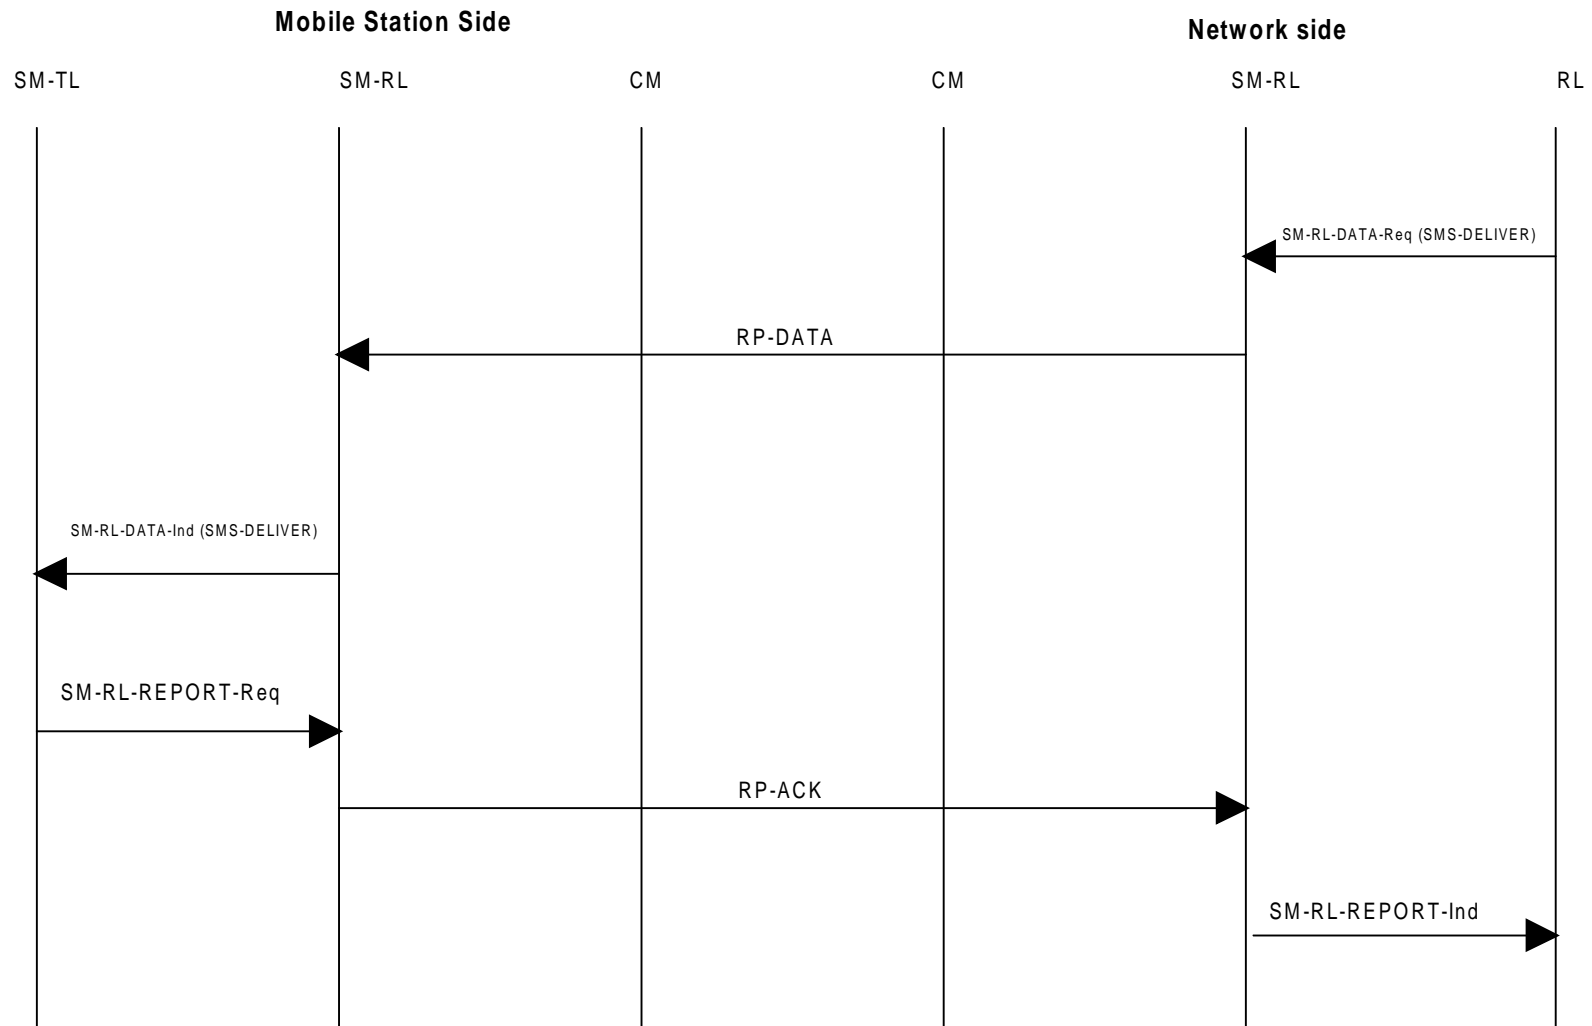 Mobile Station Side
Network side
SM-TL
SM-RL
CM
CM
SM-RL
RL
SM-RL-DATA-Req (SMS-DELIVER)
RP-DATA
SM-RL-DATA-Ind (SMS-DELIVER)
SM-RL-REPORT-Req
RP-ACK
SM-RL-REPORT-Ind